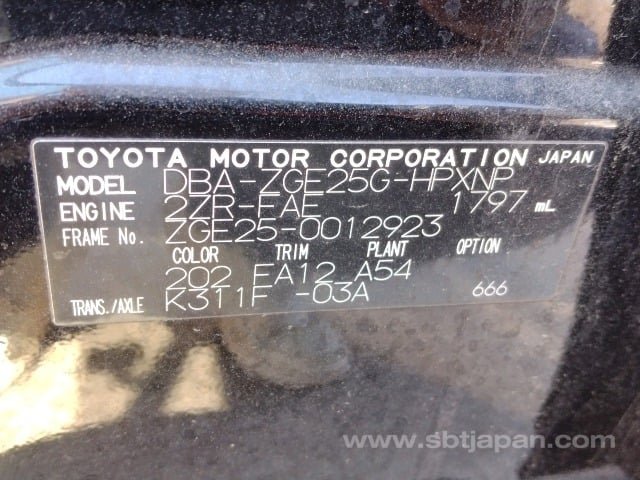 TOYOTA MOTOR CORPORATION JAPAN
MODEL DBA-ZGE25G-HPXNP
ENGINE 2ZR-FAE 1797 mL
FRAME No. ZGE25-0012923
COLOR TRIM PLANT OPTION
202 FA12 A54
TRANS./AXLE K311F -03A 666
www.sbtjapan.com